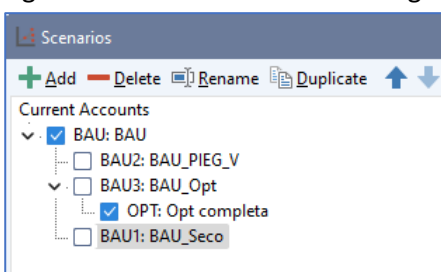 Scenarios
Add Delete Rename Duplicate
Current Accounts
BAU: BAU
BAU2: BAU_PIEG_V
BAU3: BAU_Opt
OPT: Opt completa
BAU1: BAU_Seco